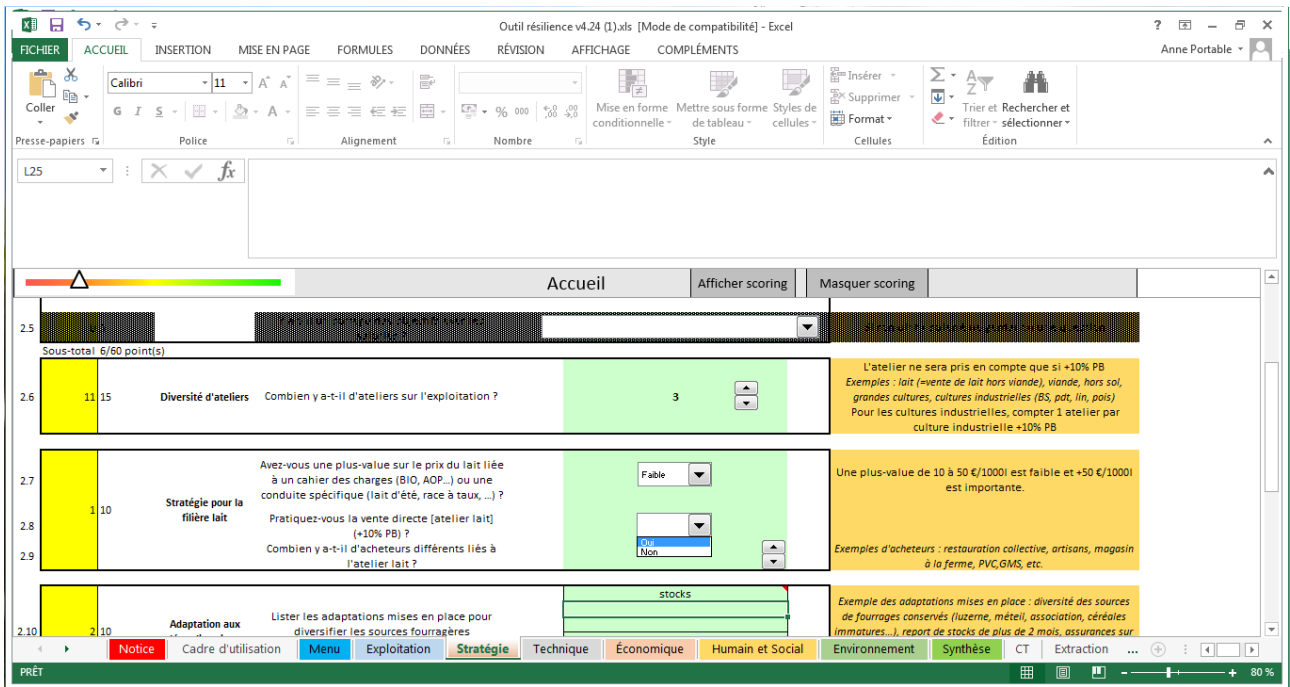 Outil résilience v4.24 (1).xls [Mode de compatibilité] - Excel
FICHIER ACCUEIL INSERTION MISE EN PAGE FORMULES DONNÉES RÉVISION AFFICHAGE COMPLÉMENTS Anne Portable
Calibri 11 A A Insérer Σ
Coller Mise en forme Mettre sous forme Styles de Supprimer Trier et Rechercher et
G I S A % 000 conditionnelle de tableau cellules Format filtrer sélectionner
Presse-papiers Police Alignement Nombre Style Cellules Édition
L25 fx
Accueil Afficher scoring Masquer scoring
2.5
Sous-total 6/60 point(s)
L'atelier ne sera pris en compte que si +10% PB
Exemples : lait (=vente de lait hors viande), viande, hors sol,
2.6 11 15 Diversité d'ateliers Combien y a-t-il d'ateliers sur l'exploitation ? 3 grandes cultures, cultures industrielles (BS, pdt, lin, pois)
Pour les cultures industrielles, compter 1 atelier par
culture industrielle +10% PB
Avez-vous une plus-value sur le prix du lait liée
2.7 à un cahier des charges (BIO, AOP...) ou une Faible Une plus-value de 10 à 50 €/1000l est faible et +50 €/1000l
conduite spécifique (lait d'été, race à taux, ...) ? est importante.
1 10 Stratégie pour la
filière lait
2.8 Pratiquez-vous la vente directe [atelier lait]
(+10% PB) ?
Oui
Non
2.9 Combien y a-t-il d'acheteurs différents liés à Exemples d'acheteurs : restauration collective, artisans, magasin
l'atelier lait ? à la ferme, PVC,GMS, etc.
stocks
Exemple des adaptations mises en place : diversité des sources
Lister les adaptations mises en place pour de fourrages conservés (luzerne, méteil, association, céréales
2.10 2 10 Adaptation aux diversifier les sources fourragères immatures...), report de stocks de plus de 2 mois, assurances sur
Notice Cadre d'utilisation Menu Exploitation Stratégie Technique Économique Humain et Social Environnement Synthèse CT Extraction ...
PRÊT 80 %